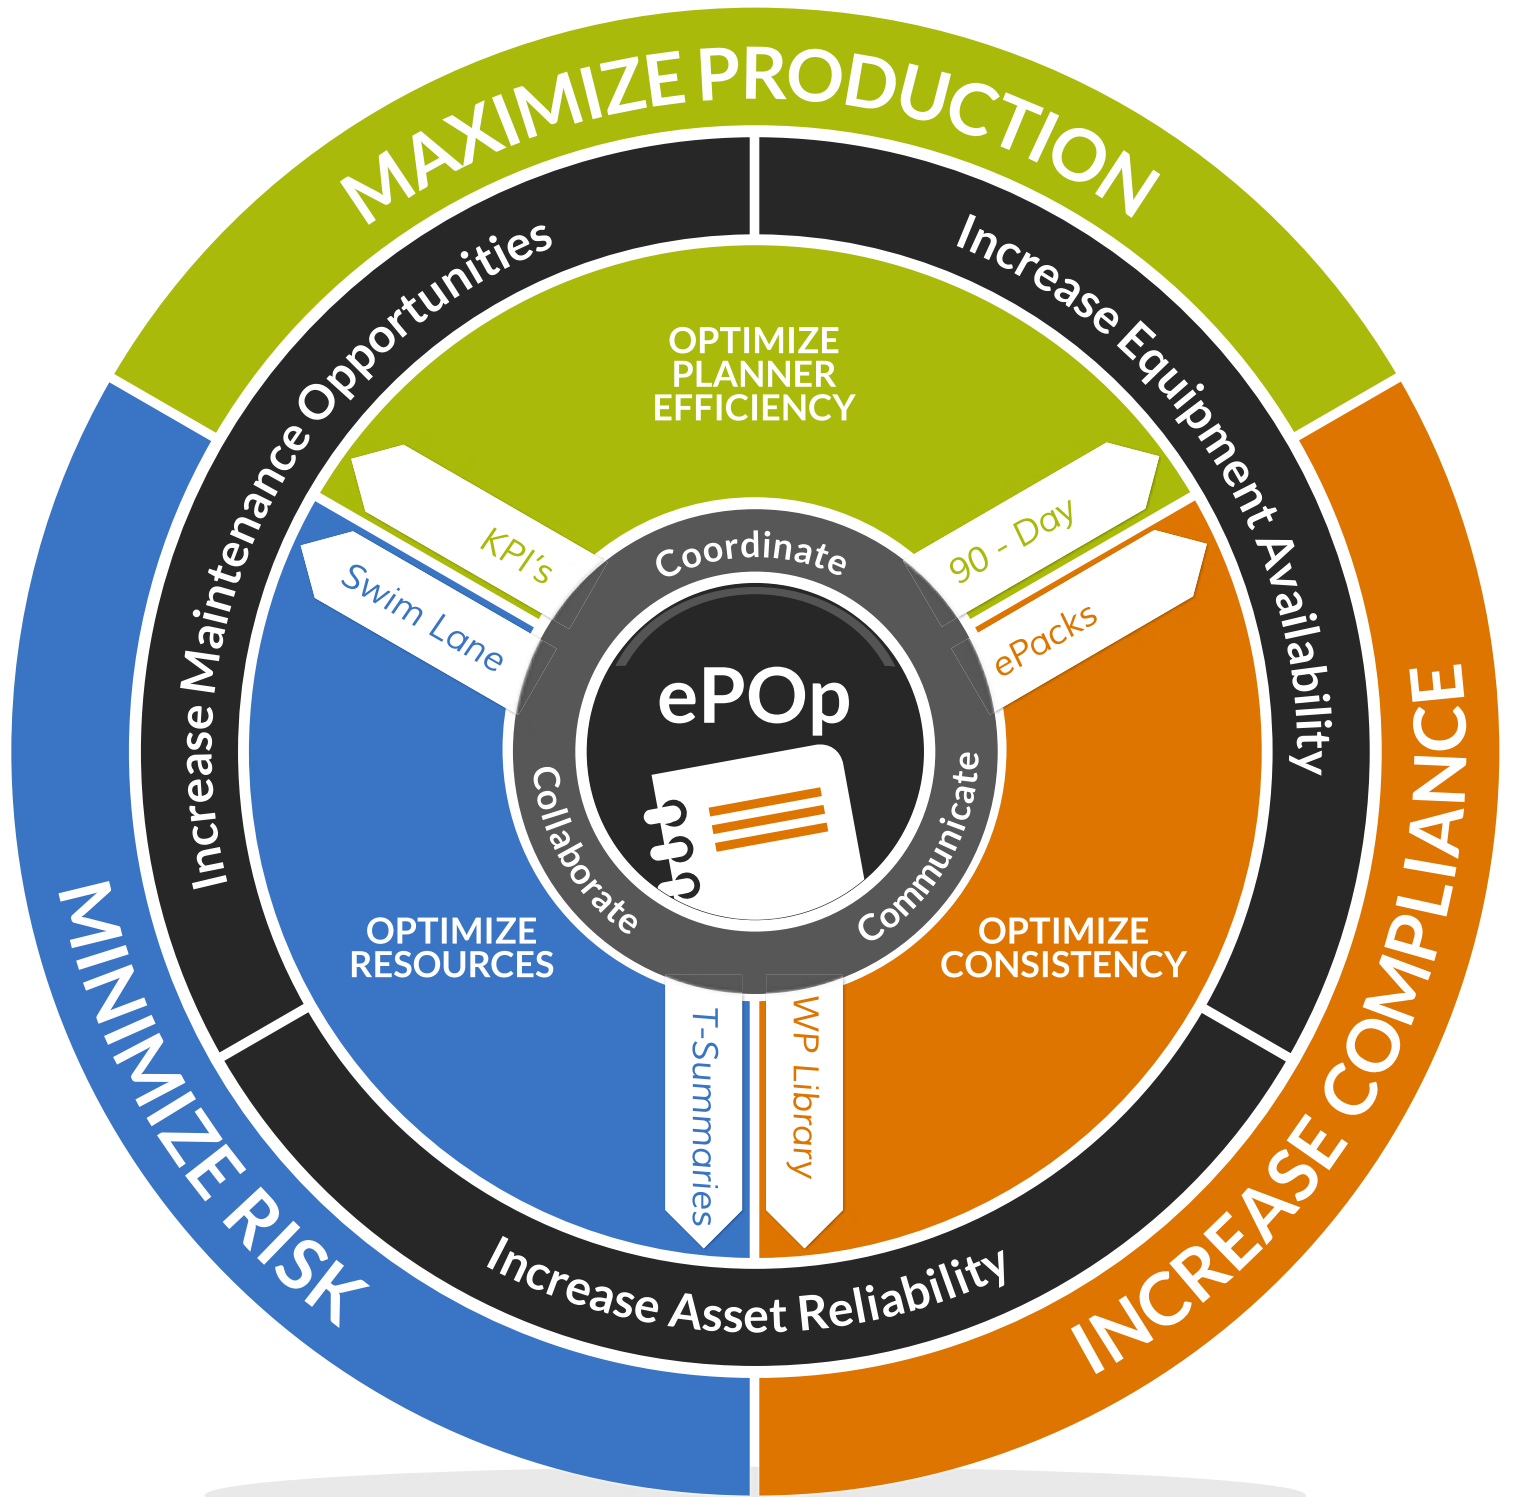 MAXIMIZE PRODUCTION
Increase Maintenance Opportunities
Increase Equipment Availability
OPTIMIZE
PLANNER
EFFICIENCY
KPI's
90 - Day
Swim Lane
ePacks
Coordinate
ePOp
Collaborate
Communicate
OPTIMIZE
RESOURCES
OPTIMIZE
CONSISTENCY
T-Summaries
WP Library
Increase Asset Reliability
MINIMIZE RISK
INCREASE COMPLIANCE